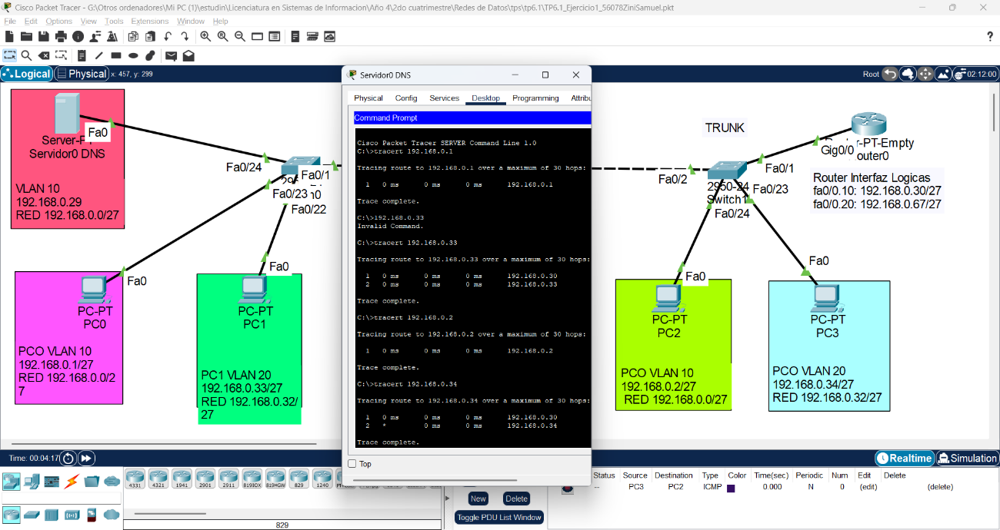 Cisco Packet Tracer - G:\Otros ordenadores\Mi PC (1)\estudin\Licenciatura en Sistemas de Informacion\Año 4\2do cuatrimestre\Redes de Datos\tps\tp6.1\TP6.1_Ejercicio1_56078ZiniSamuel.pkt
File Edit Options View Tools Extensions Window Help
?
Logical Physical x: 457, y: 299
Root 02:12:00
Fa0
Server-PT
Servidor0 DNS
VLAN 10
192.168.0.29
RED 192.168.0.0/27
Fa0/24
Fa0/1
Fa0/23
Fa0/22
Fa0
PC-PT
PC0
PCO VLAN 10
192.168.0.1/27
RED 192.168.0.0/2
7
Fa0
PC-PT
PC1
PC1 VLAN 20
192.168.0.33/27
RED 192.168.0.32/
27
Servidor0 DNS
Physical Config Services Desktop Programming Attribu
Command Prompt
Cisco Packet Tracer SERVER Command Line 1.0
C:\>tracert 192.168.0.1
Tracing route to 192.168.0.1 over a maximum of 30 hops:
1 0 ms 0 ms 0 ms 192.168.0.1
Trace complete.
C:\>192.168.0.33
Invalid Command.
C:\>tracert 192.168.0.33
Tracing route to 192.168.0.33 over a maximum of 30 hops:
1 0 ms 0 ms 0 ms 192.168.0.30
2 0 ms 0 ms 0 ms 192.168.0.33
Trace complete.
C:\>tracert 192.168.0.2
Tracing route to 192.168.0.2 over a maximum of 30 hops:
1 0 ms 0 ms 0 ms 192.168.0.2
Trace complete.
C:\>tracert 192.168.0.34
Tracing route to 192.168.0.34 over a maximum of 30 hops:
1 0 ms 0 ms 0 ms 192.168.0.30
2 * 0 ms 0 ms 192.168.0.34
Trace complete.
Top
TRUNK
Gig0/0
r-PT-Empty
outer0
Fa0/1
Fa0/2
2950-24
Switch1
Fa0/23
Fa0/24
Router Interfaz Logicas
fa0/0.10: 192.168.0.30/27
fa0/0.20: 192.168.0.67/27
Fa0
PC-PT
PC2
PCO VLAN 10
192.168.0.2/27
RED 192.168.0.0/27
Fa0
PC-PT
PC3
PCO VLAN 20
192.168.0.34/27
RED 192.168.0.32/27
Time: 00:04:17
Realtime Simulation
4331 4321 1941 2901 2911 819IOX 819HGW 829 1240
829
New Delete
Toggle PDU List Window
Status Source Destination Type Color Time(sec) Periodic Num Edit Delete
-- PC3 PC2 ICMP 0.000 N 0 (edit) (delete)